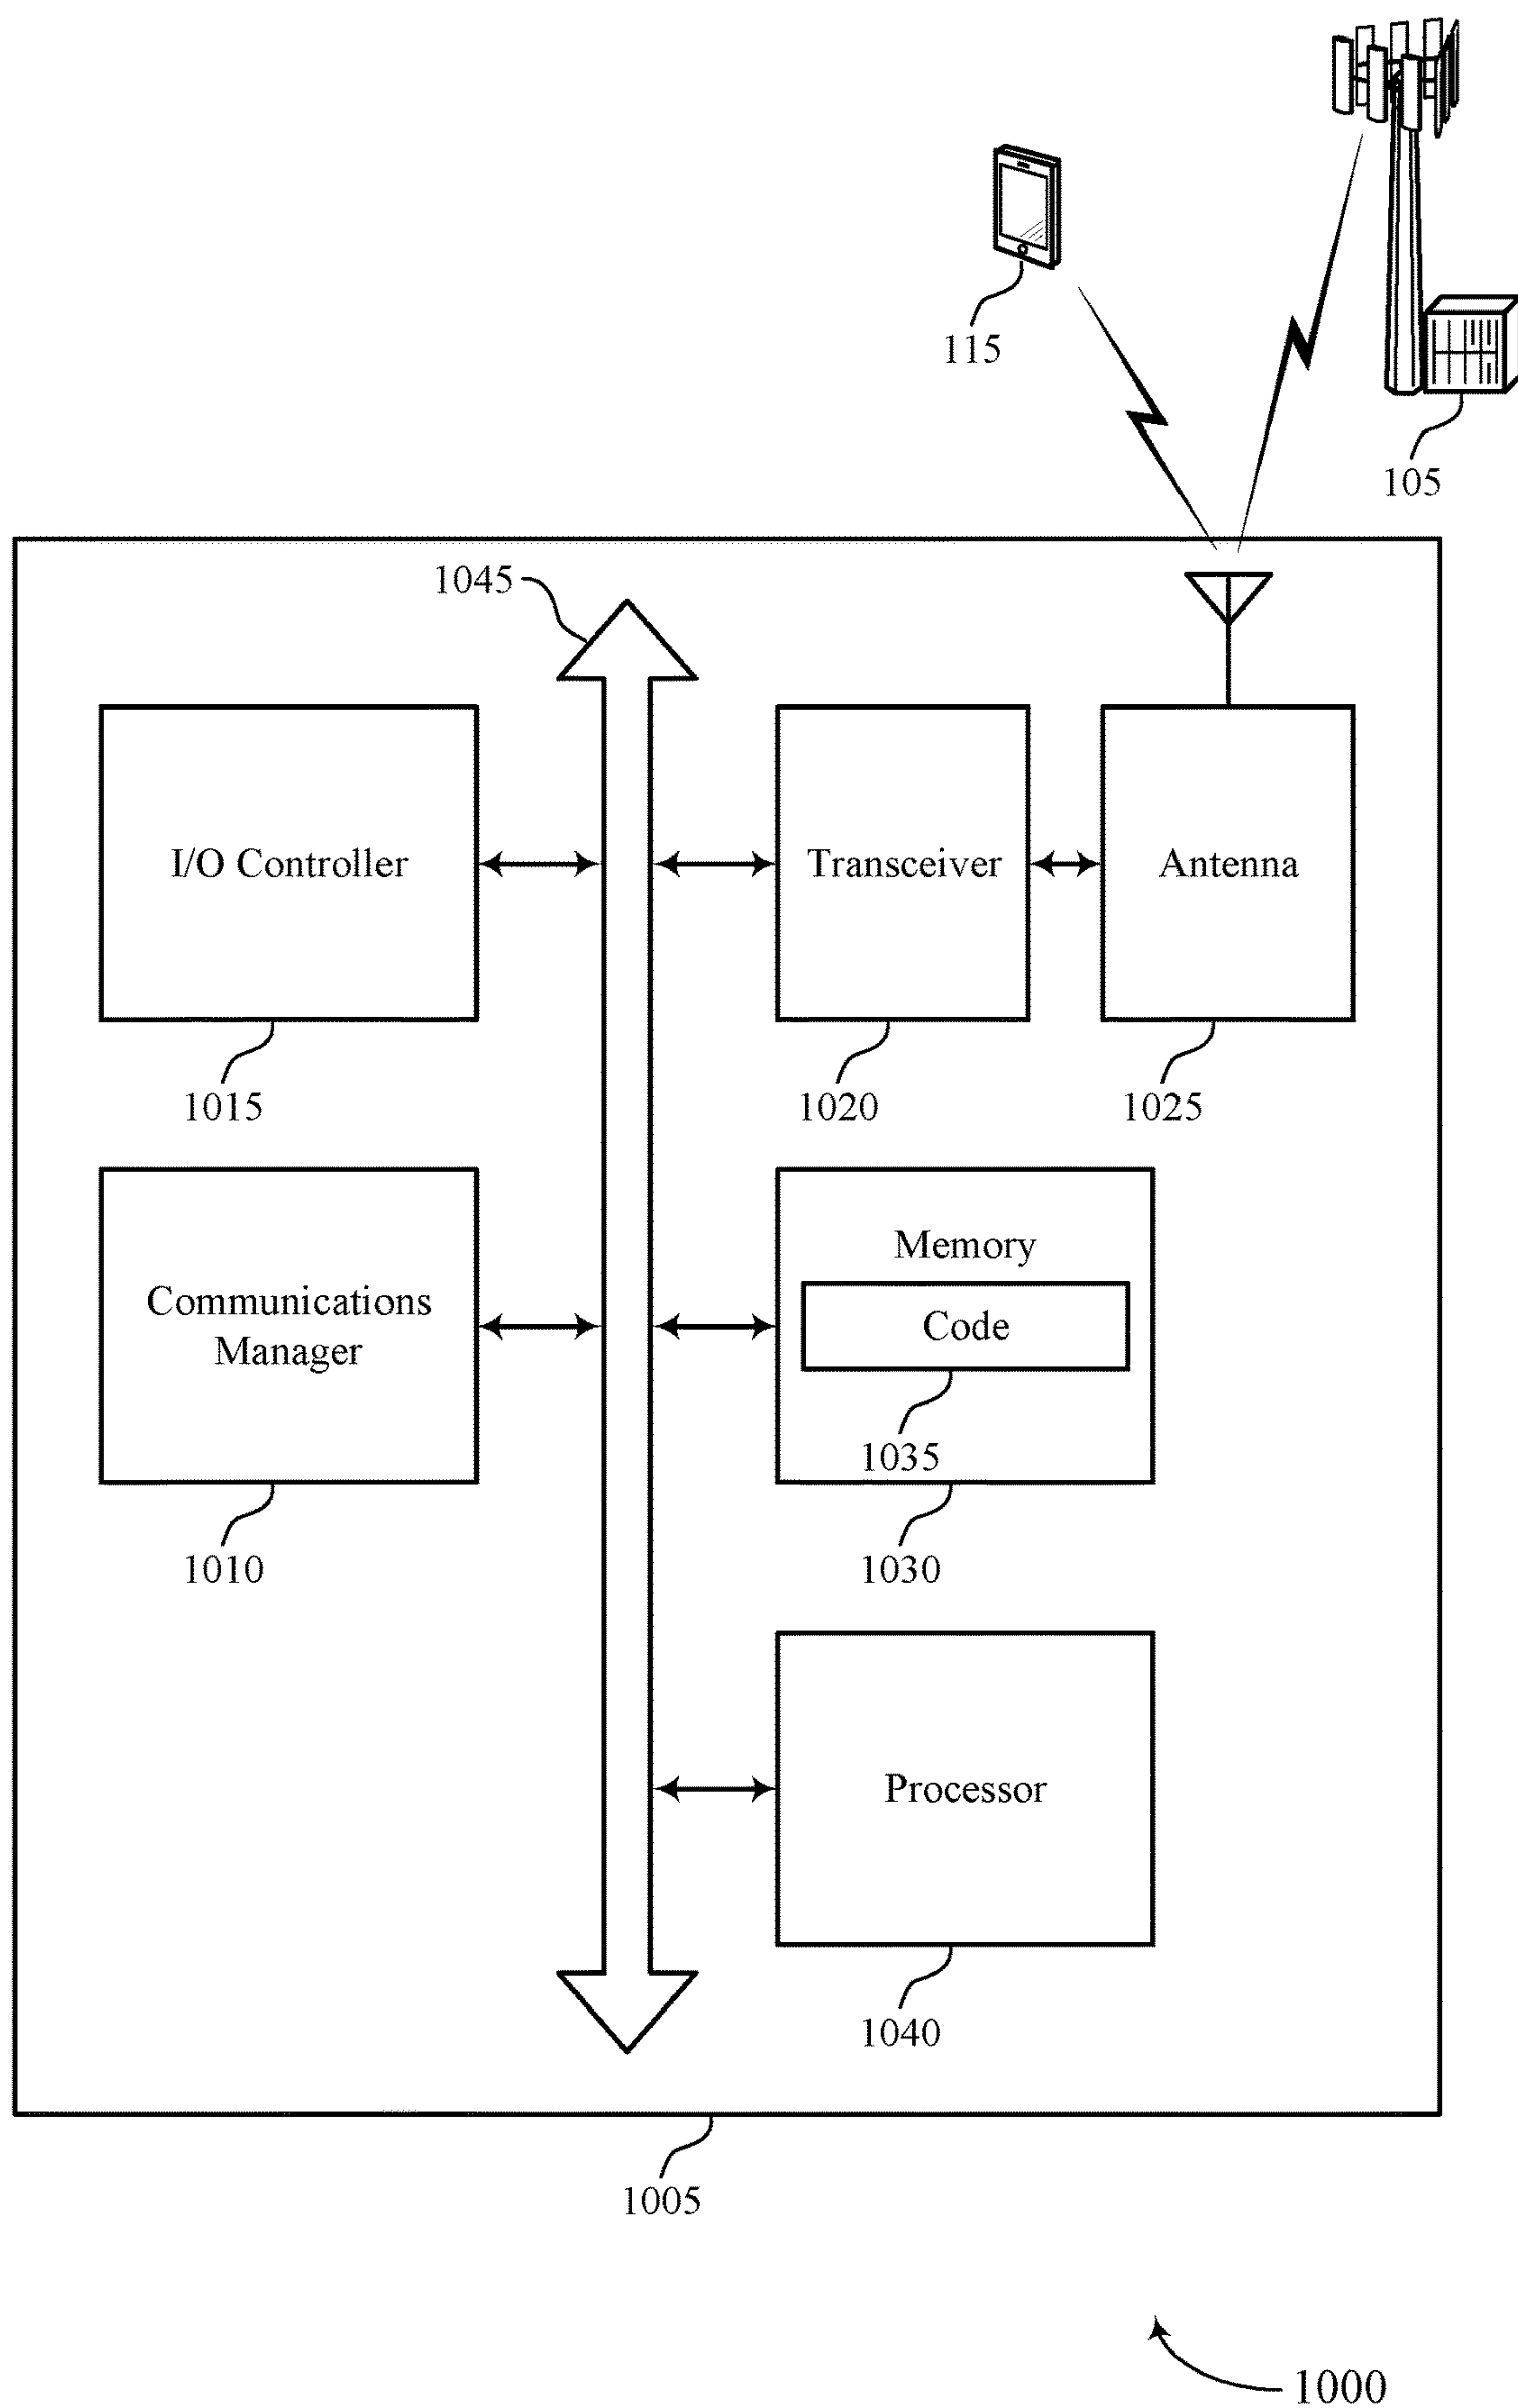 115
105
1045
I/O Controller
Transceiver
Antenna
1015
1020
1025
Communications
Manager
Memory
Code
1035
1010
1030
Processor
1040
1005
1000